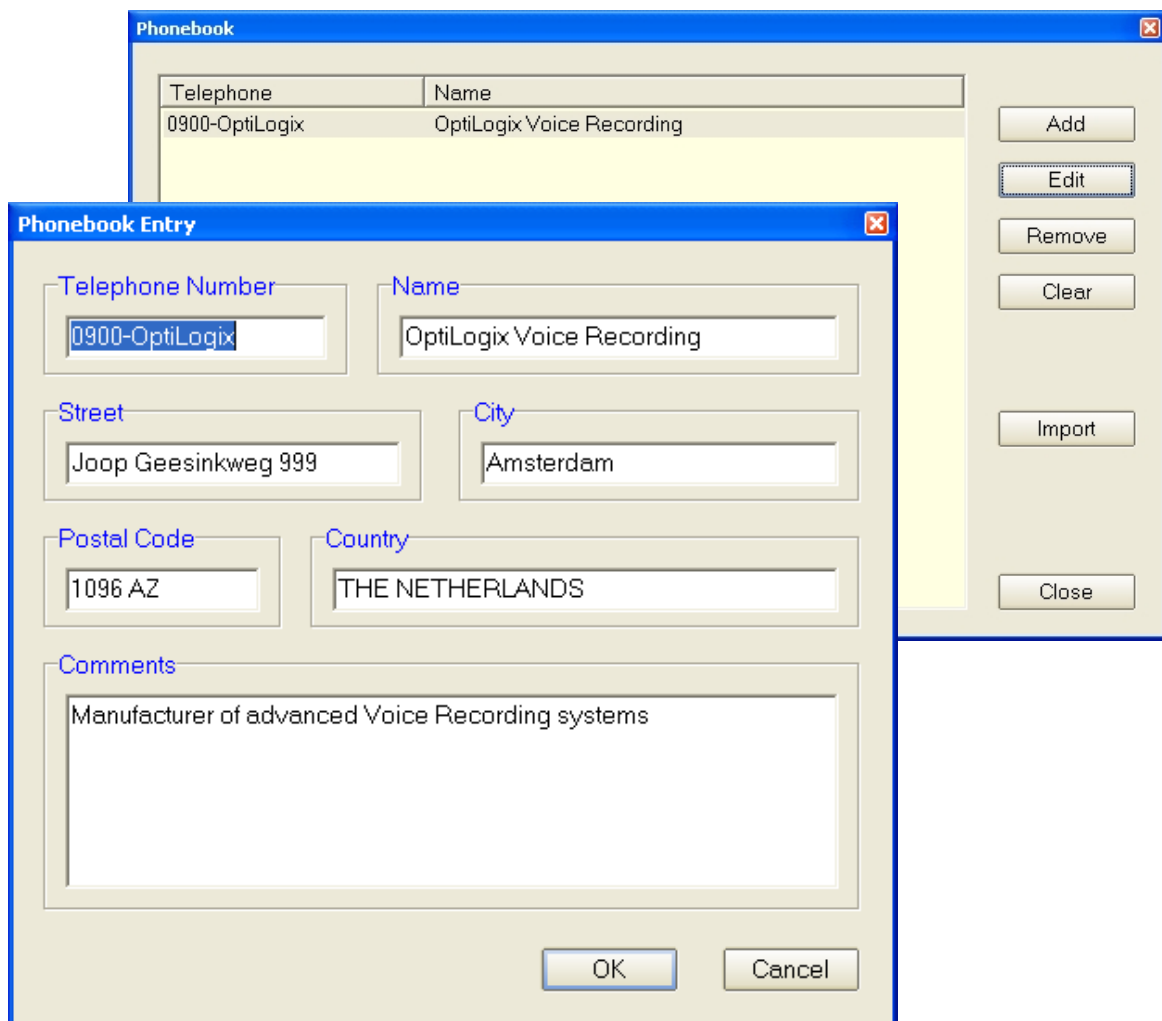 Phonebook
Telephone Name
0900-OptiLogix OptiLogix Voice Recording
Add
Edit
Remove
Clear
Import
Close
Phonebook Entry
Telephone Number Name
0900-OptiLogix OptiLogix Voice Recording
Street City
Joop Geesinkweg 999 Amsterdam
Postal Code Country
1096 AZ THE NETHERLANDS
Comments
Manufacturer of advanced Voice Recording systems
OK Cancel